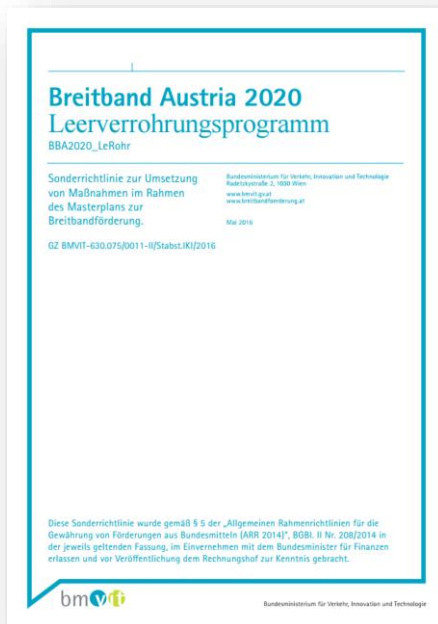 Breitband Austria 2020
Leerverrohrungsprogramm
BBA2020_LeRohr
Sonderrichtlinie zur Umsetzung
von Maßnahmen im Rahmen
des Masterplans zur
Breitbandförderung.
GZ BMVIT-630.075/0011-II/Stabst.IKI/2016
Bundesministerium für Verkehr, Innovation und Technologie
Radetzkystraße 2, 1030 Wien
www.bmvit.gv.at
www.breitbandfoerderung.at
Mai 2016
Diese Sonderrichtlinie wurde gemäß § 5 der „Allgemeinen Rahmenrichtlinien für die
Gewährung von Förderungen aus Bundesmitteln (ARR 2014)“, BGBl. II Nr. 208/2014 in
der jeweils geltenden Fassung, im Einvernehmen mit dem Bundesminister für Finanzen
erlassen und vor Veröffentlichung dem Rechnungshof zur Kenntnis gebracht.
bmvit
Bundesministerium für Verkehr, Innovation und Technologie